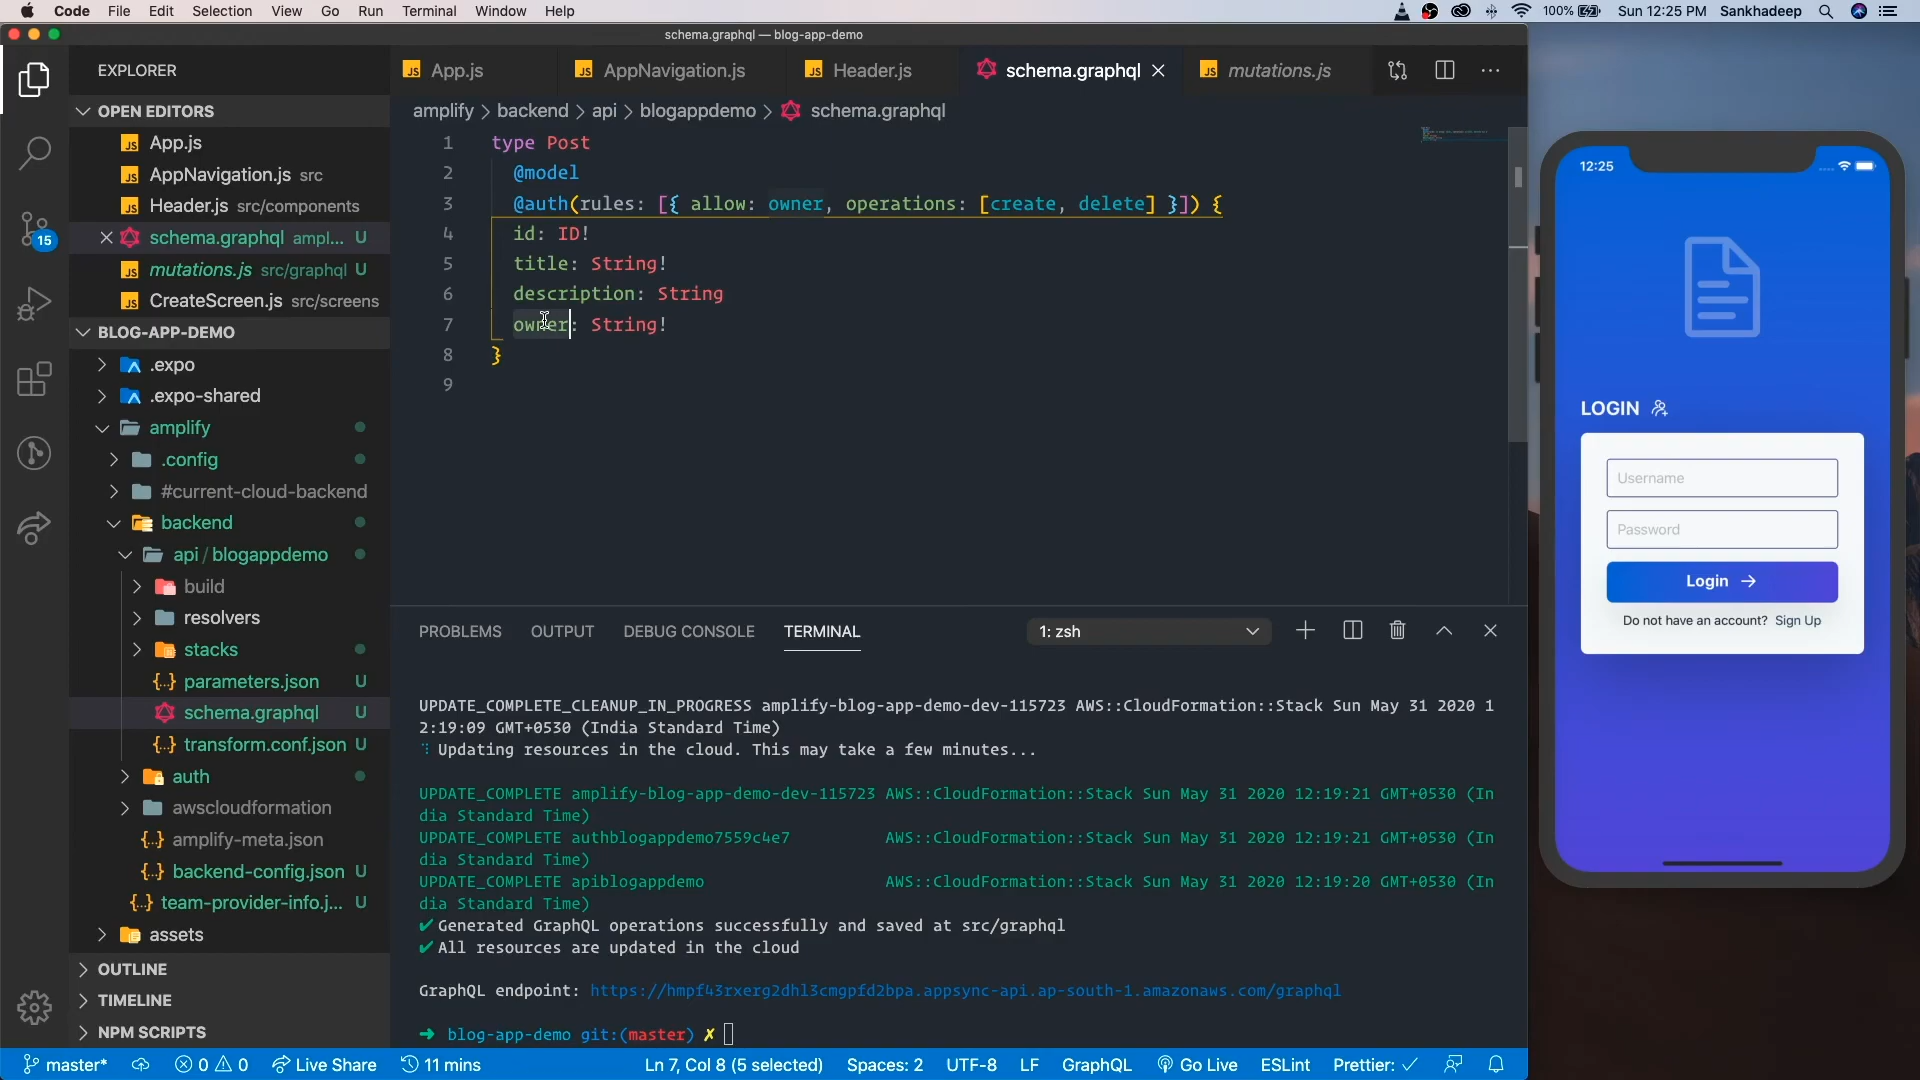 Code File Edit Selection View Go Run Terminal Window Help 100% Sun 12:25 PM Sankhadeep
schema.graphql — blog-app-demo
EXPLORER
OPEN EDITORS
App.js
AppNavigation.js src
Header.js src/components
schema.graphql ampl... U
mutations.js src/graphql U
CreateScreen.js src/screens
15
BLOG-APP-DEMO
.expo
.expo-shared
amplify
.config
#current-cloud-backend
backend
api / blogappdemo
build
resolvers
stacks
parameters.json U
schema.graphql U
transform.conf.json U
auth
awscloudformation
amplify-meta.json
backend-config.json U
team-provider-info.j... U
assets
OUTLINE
TIMELINE
NPM SCRIPTS
App.js AppNavigation.js Header.js schema.graphql mutations.js
amplify > backend > api > blogappdemo > schema.graphql
1 type Post
2 @model
3 @auth(rules: [{ allow: owner, operations: [create, delete] }]) {
4 id: ID!
5 title: String!
6 description: String
7 owner: String!
8 }
9
PROBLEMS OUTPUT DEBUG CONSOLE TERMINAL 1: zsh
UPDATE_COMPLETE_CLEANUP_IN_PROGRESS amplify-blog-app-demo-dev-115723 AWS::CloudFormation::Stack Sun May 31 2020 1
2:19:09 GMT+0530 (India Standard Time)
Updating resources in the cloud. This may take a few minutes...
UPDATE_COMPLETE amplify-blog-app-demo-dev-115723 AWS::CloudFormation::Stack Sun May 31 2020 12:19:21 GMT+0530 (In
dia Standard Time)
UPDATE_COMPLETE authblogappdemo7559c4e7 AWS::CloudFormation::Stack Sun May 31 2020 12:19:21 GMT+0530 (In
dia Standard Time)
UPDATE_COMPLETE apiblogappdemo AWS::CloudFormation::Stack Sun May 31 2020 12:19:20 GMT+0530 (In
dia Standard Time)
✔ Generated GraphQL operations successfully and saved at src/graphql
✔ All resources are updated in the cloud
GraphQL endpoint: https://hmpf43rxerg2dhl3cmgpfd2bpa.appsync-api.ap-south-1.amazonaws.com/graphql
➜ blog-app-demo git:(master) ✗
master* 0 0 Live Share 11 mins Ln 7, Col 8 (5 selected) Spaces: 2 UTF-8 LF GraphQL Go Live ESLint Prettier: ✓
12:25
LOGIN
Username
Password
Login →
Do not have an account? Sign Up